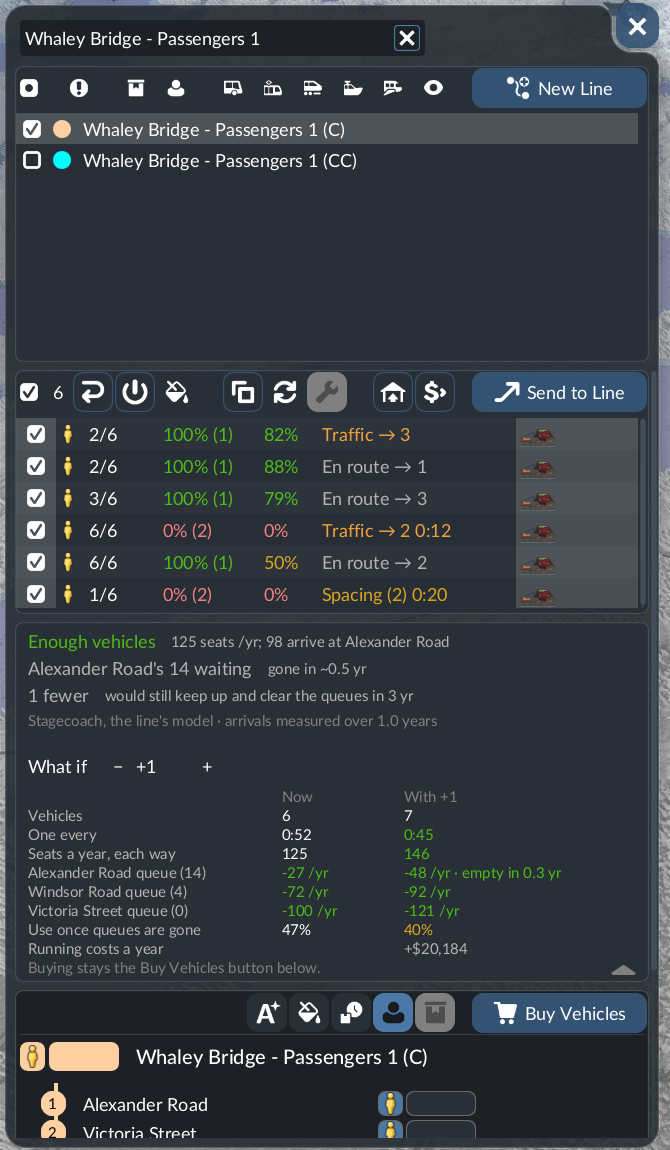 Whaley Bridge - Passengers 1
New Line
Whaley Bridge - Passengers 1 (C)
Whaley Bridge - Passengers 1 (CC)
6 Send to Line
2/6 100% (1) 82% Traffic → 3
2/6 100% (1) 88% En route → 1
3/6 100% (1) 79% En route → 3
6/6 0% (2) 0% Traffic → 2 0:12
6/6 100% (1) 50% En route → 2
1/6 0% (2) 0% Spacing (2) 0:20
Enough vehicles 125 seats /yr; 98 arrive at Alexander Road
Alexander Road's 14 waiting gone in ~0.5 yr
1 fewer would still keep up and clear the queues in 3 yr
Stagecoach, the line's model · arrivals measured over 1.0 years
What if − +1 +
Now With +1
Vehicles 6 7
One every 0:52 0:45
Seats a year, each way 125 146
Alexander Road queue (14) -27 /yr -48 /yr · empty in 0.3 yr
Windsor Road queue (4) -72 /yr -92 /yr
Victoria Street queue (0) -100 /yr -121 /yr
Use once queues are gone 47% 40%
Running costs a year +$20,184
Buying stays the Buy Vehicles button below.
A+ Buy Vehicles
Whaley Bridge - Passengers 1 (C)
1 Alexander Road
2 Victoria Street